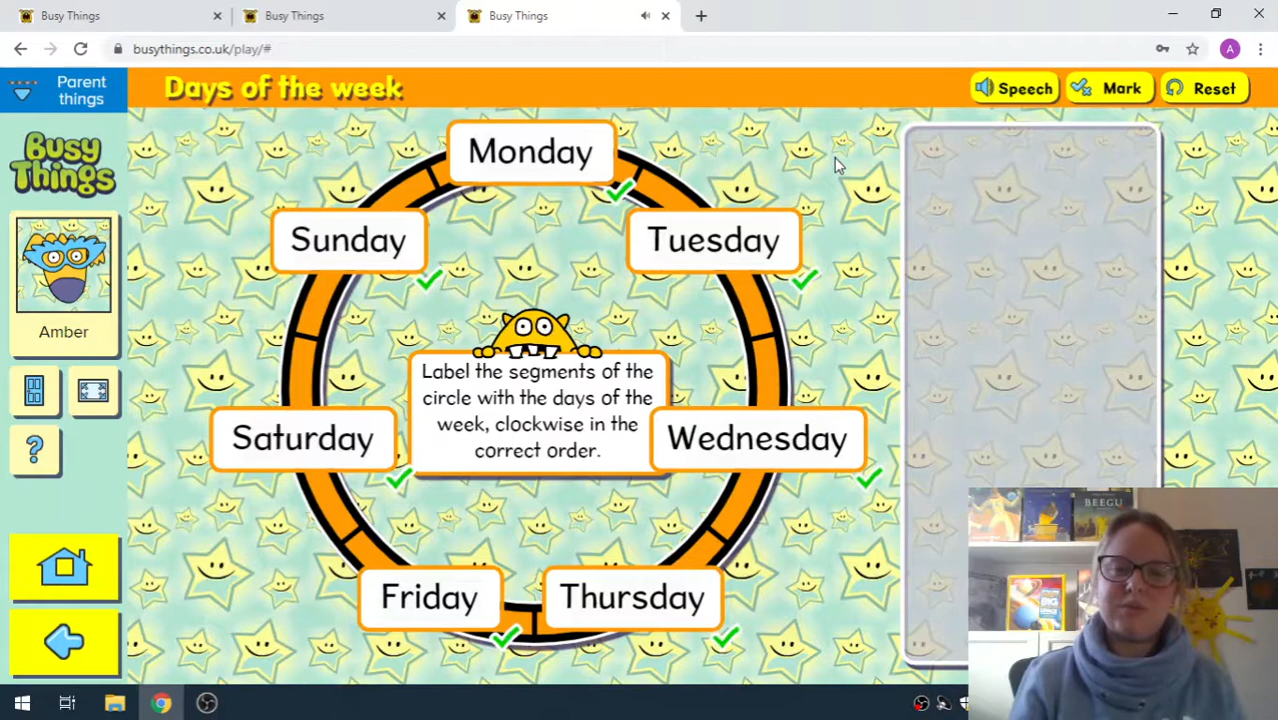 Busy Things
Busy Things
Busy Things
busythings.co.uk/play/#
A
Parent
things
Days of the week
Speech
Mark
Reset
Busy
Things
Amber
?
Monday
Sunday
Tuesday
Label the segments of the
circle with the days of the
week, clockwise in the
correct order.
Saturday
Wednesday
Friday
Thursday
BEEGU
BIG